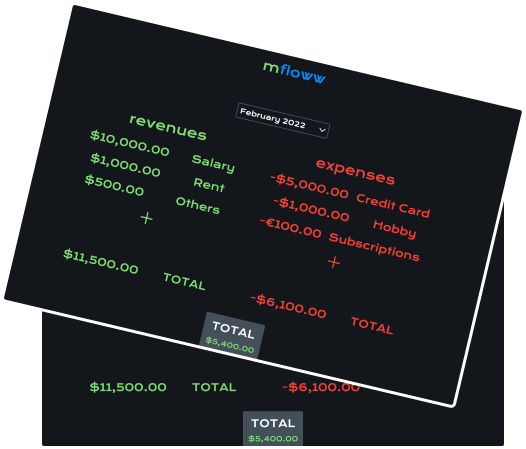 mfloww
February 2022
revenues
$10,000.00 Salary
$1,000.00 Rent
$500.00 Others
+
$11,500.00 TOTAL
expenses
-$5,000.00 Credit Card
-$1,000.00 Hobby
-€100.00 Subscriptions
+
-$6,100.00 TOTAL
TOTAL
$5,400.00
$11,500.00 TOTAL -$6,100.00
TOTAL
$5,400.00